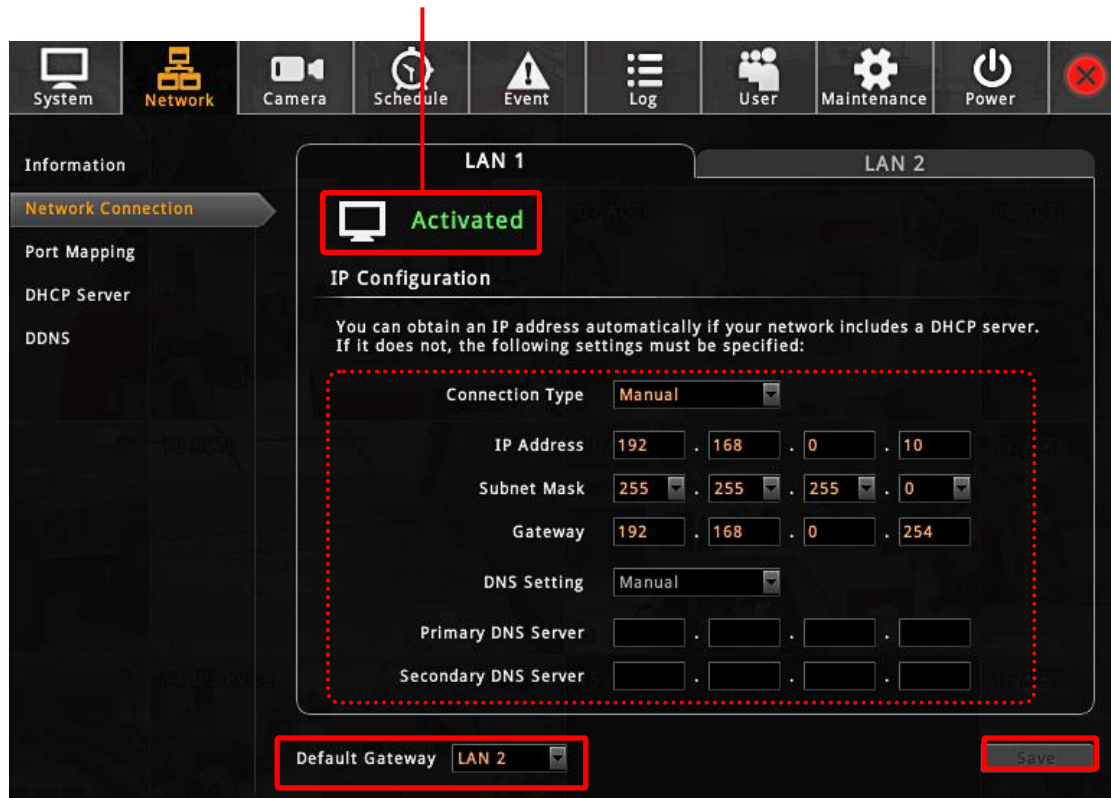 System Network Camera Schedule Event Log User Maintenance Power
Information
Network Connection
Port Mapping
DHCP Server
DDNS
LAN 1 LAN 2
Activated
IP Configuration
You can obtain an IP address automatically if your network includes a DHCP server.
If it does not, the following settings must be specified:
Connection Type Manual
IP Address 192 . 168 . 0 . 10
Subnet Mask 255 . 255 . 255 . 0
Gateway 192 . 168 . 0 . 254
DNS Setting Manual
Primary DNS Server . . .
Secondary DNS Server . . .
Default Gateway LAN 2 Save